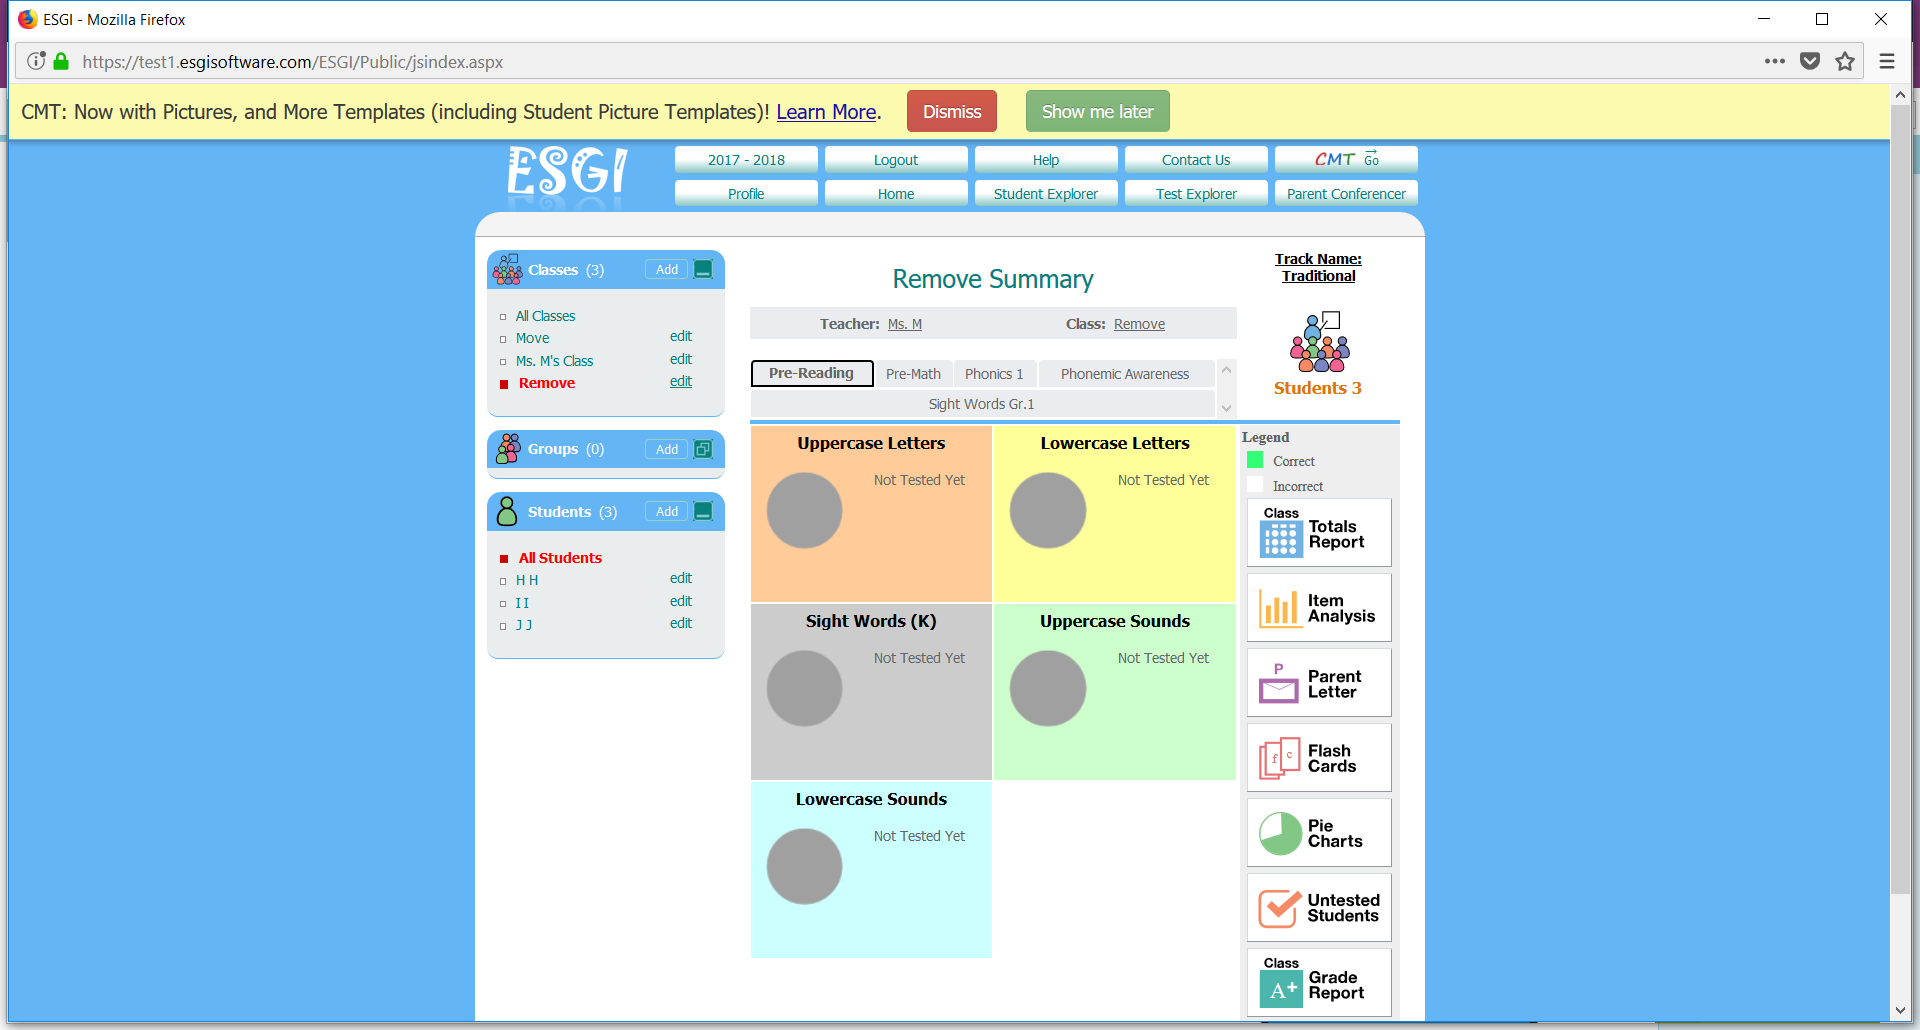 ESGI - Mozilla Firefox
https://test1.esgisoftware.com/ESGI/Public/jsindex.aspx
CMT: Now with Pictures, and More Templates (including Student Picture Templates)! Learn More. Dismiss Show me later
ESGI
2017 - 2018 Logout Help Contact Us CMT Go
Profile Home Student Explorer Test Explorer Parent Conferencer
Classes (3) Add
All Classes
Move edit
Ms. M's Class edit
Remove edit
Groups (0) Add
Students (3) Add
All Students
H H edit
I I edit
J J edit
Remove Summary
Teacher: Ms. M Class: Remove
Pre-Reading Pre-Math Phonics 1 Phonemic Awareness
Sight Words Gr.1
Track Name:
Traditional
Students 3
Uppercase Letters
Not Tested Yet
Lowercase Letters
Not Tested Yet
Sight Words (K)
Not Tested Yet
Uppercase Sounds
Not Tested Yet
Lowercase Sounds
Not Tested Yet
Legend
Correct
Incorrect
Class
Totals
Report
Item
Analysis
P
Parent
Letter
f c
Flash
Cards
Pie
Charts
Untested
Students
Class
A+
Grade
Report